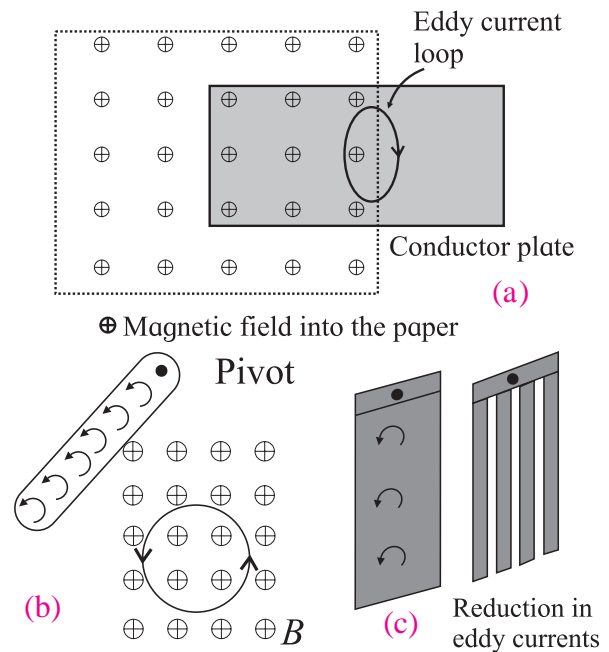 Eddy current
loop
Conductor plate
(a)
⊕ Magnetic field into the paper
Pivot
(b)
B
(c)
Reduction in
eddy currents